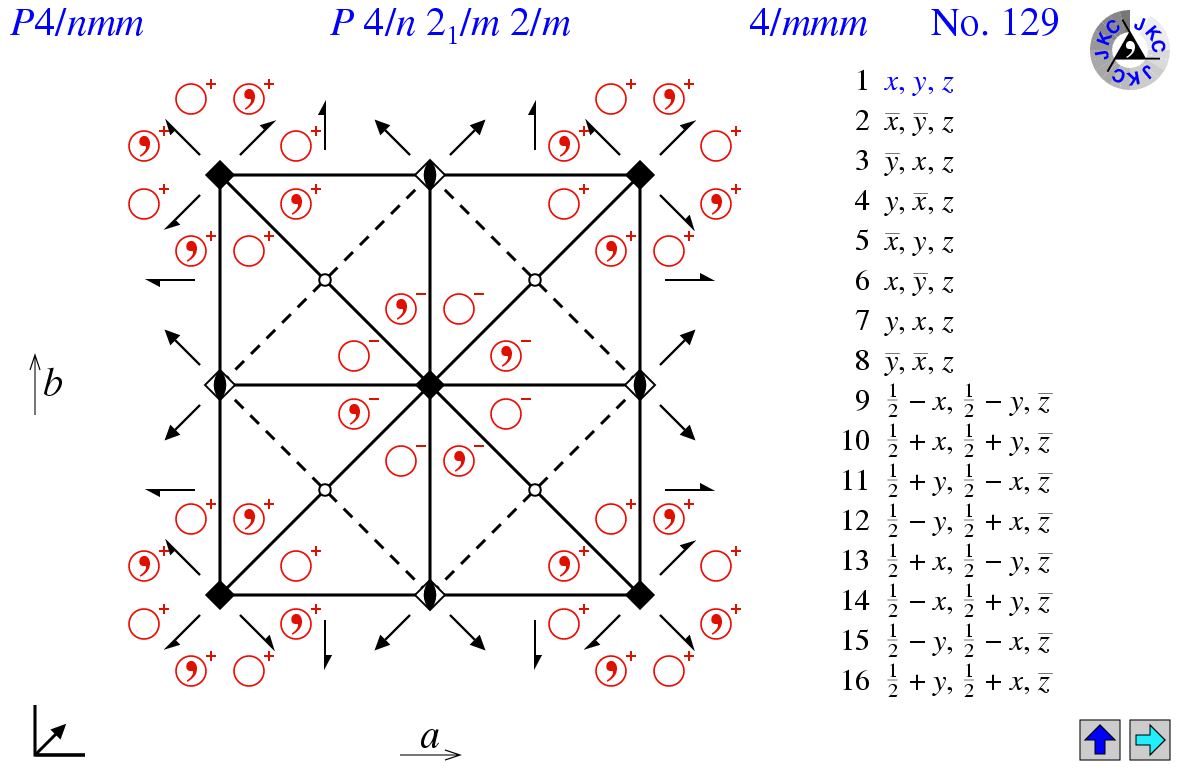 P4/nmm P 4/n 2₁/m 2/m 4/mmm No. 129
JKC JKC JKC
1 x, y, z
2 x̅, y̅, z
3 y̅, x, z
4 y, x̅, z
5 x̅, y, z
6 x, y̅, z
7 y, x, z
8 y̅, x̅, z
9 1/2 − x, 1/2 − y, z̅
10 1/2 + x, 1/2 + y, z̅
11 1/2 + y, 1/2 − x, z̅
12 1/2 − y, 1/2 + x, z̅
13 1/2 + x, 1/2 − y, z̅
14 1/2 − x, 1/2 + y, z̅
15 1/2 − y, 1/2 − x, z̅
16 1/2 + y, 1/2 + x, z̅
b
a